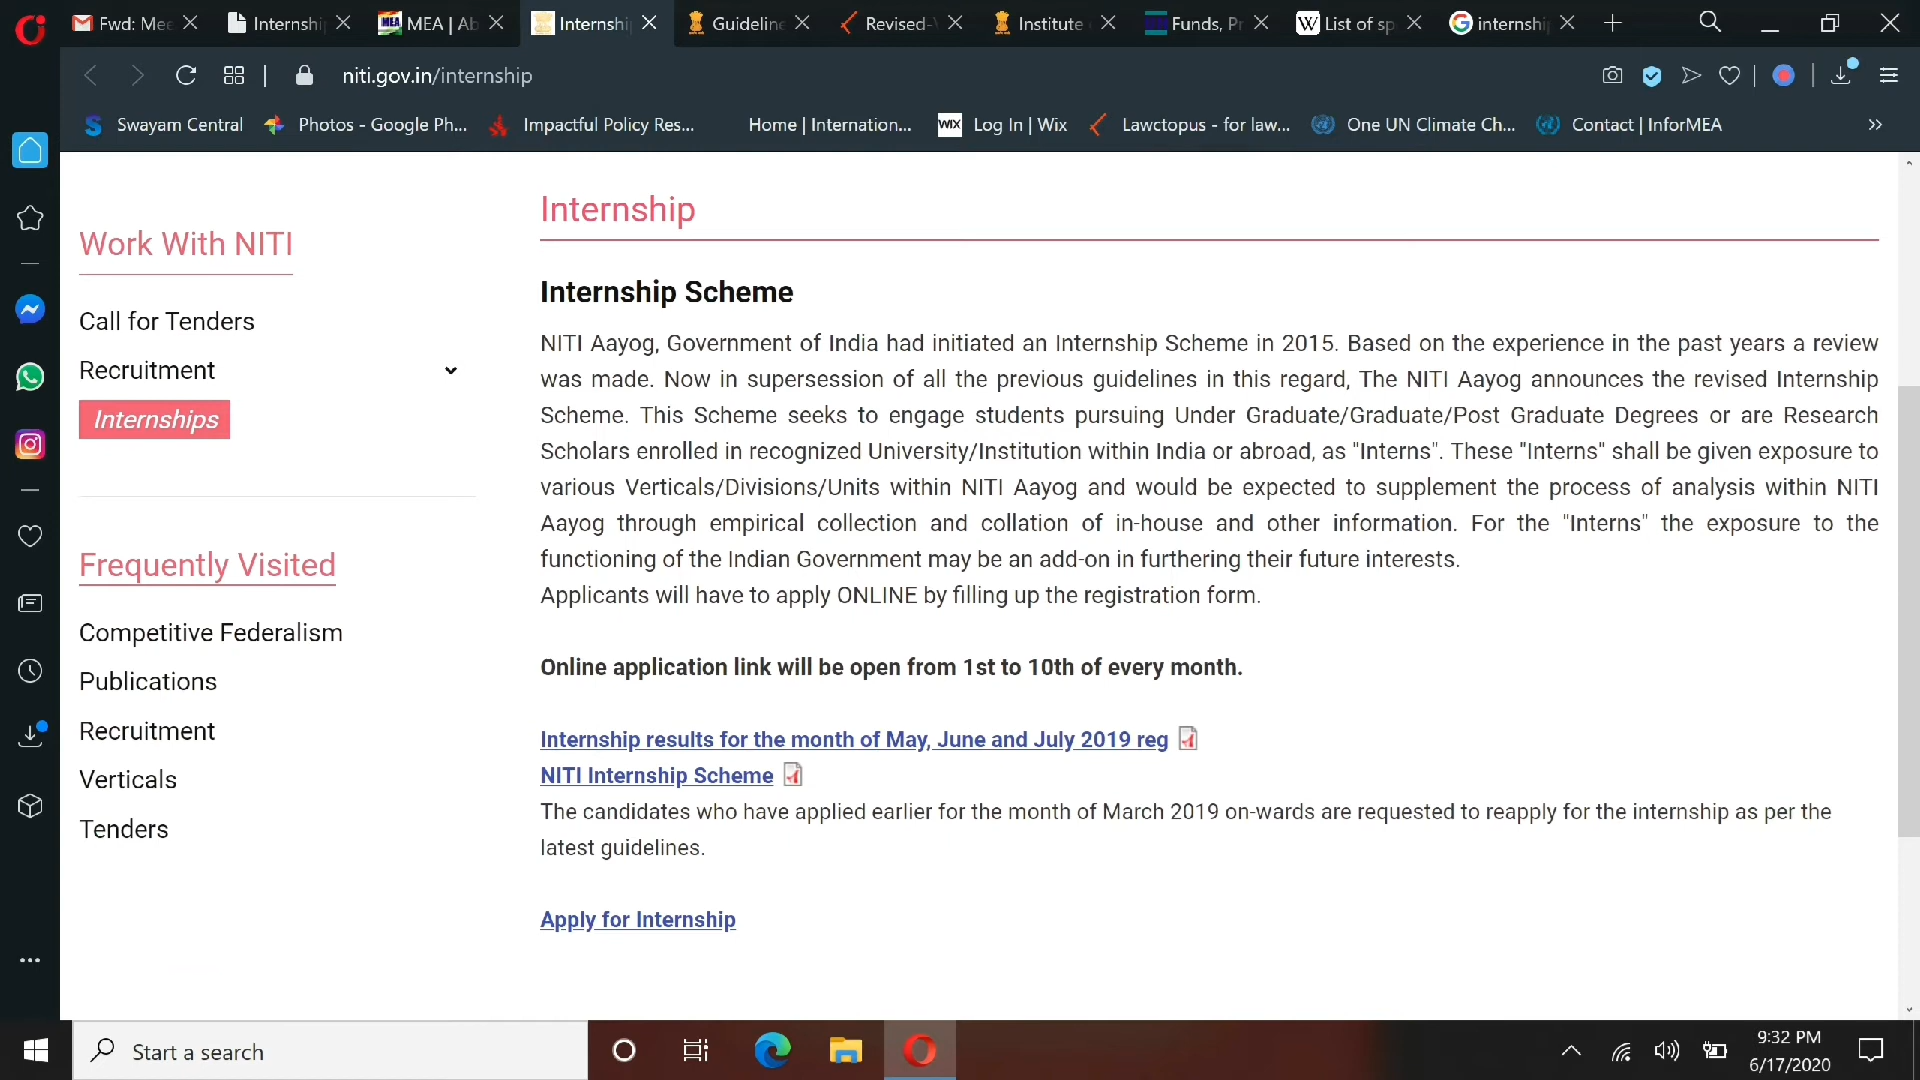 Fwd: Mee
Internshi
MEA | Ab
Internshi
Guideline
Revised-
Institute
Funds, Pr
List of sp
internshi
niti.gov.in/internship
Swayam Central
Photos - Google Ph...
Impactful Policy Res...
Home | Internation...
WIX
Log In | Wix
Lawctopus - for law...
One UN Climate Ch...
Contact | InforMEA
Work With NITI
Call for Tenders
Recruitment
Internships
Frequently Visited
Competitive Federalism
Publications
Recruitment
Verticals
Tenders
Internship
Internship Scheme
NITI Aayog, Government of India had initiated an Internship Scheme in 2015. Based on the experience in the past years a review
was made. Now in supersession of all the previous guidelines in this regard, The NITI Aayog announces the revised Internship
Scheme. This Scheme seeks to engage students pursuing Under Graduate/Graduate/Post Graduate Degrees or are Research
Scholars enrolled in recognized University/Institution within India or abroad, as "Interns". These "Interns" shall be given exposure to
various Verticals/Divisions/Units within NITI Aayog and would be expected to supplement the process of analysis within NITI
Aayog through empirical collection and collation of in-house and other information. For the "Interns" the exposure to the
functioning of the Indian Government may be an add-on in furthering their future interests.
Applicants will have to apply ONLINE by filling up the registration form.
Online application link will be open from 1st to 10th of every month.
Internship results for the month of May, June and July 2019 reg
NITI Internship Scheme
The candidates who have applied earlier for the month of March 2019 on-wards are requested to reapply for the internship as per the
latest guidelines.
Apply for Internship
Start a search
9:32 PM
6/17/2020